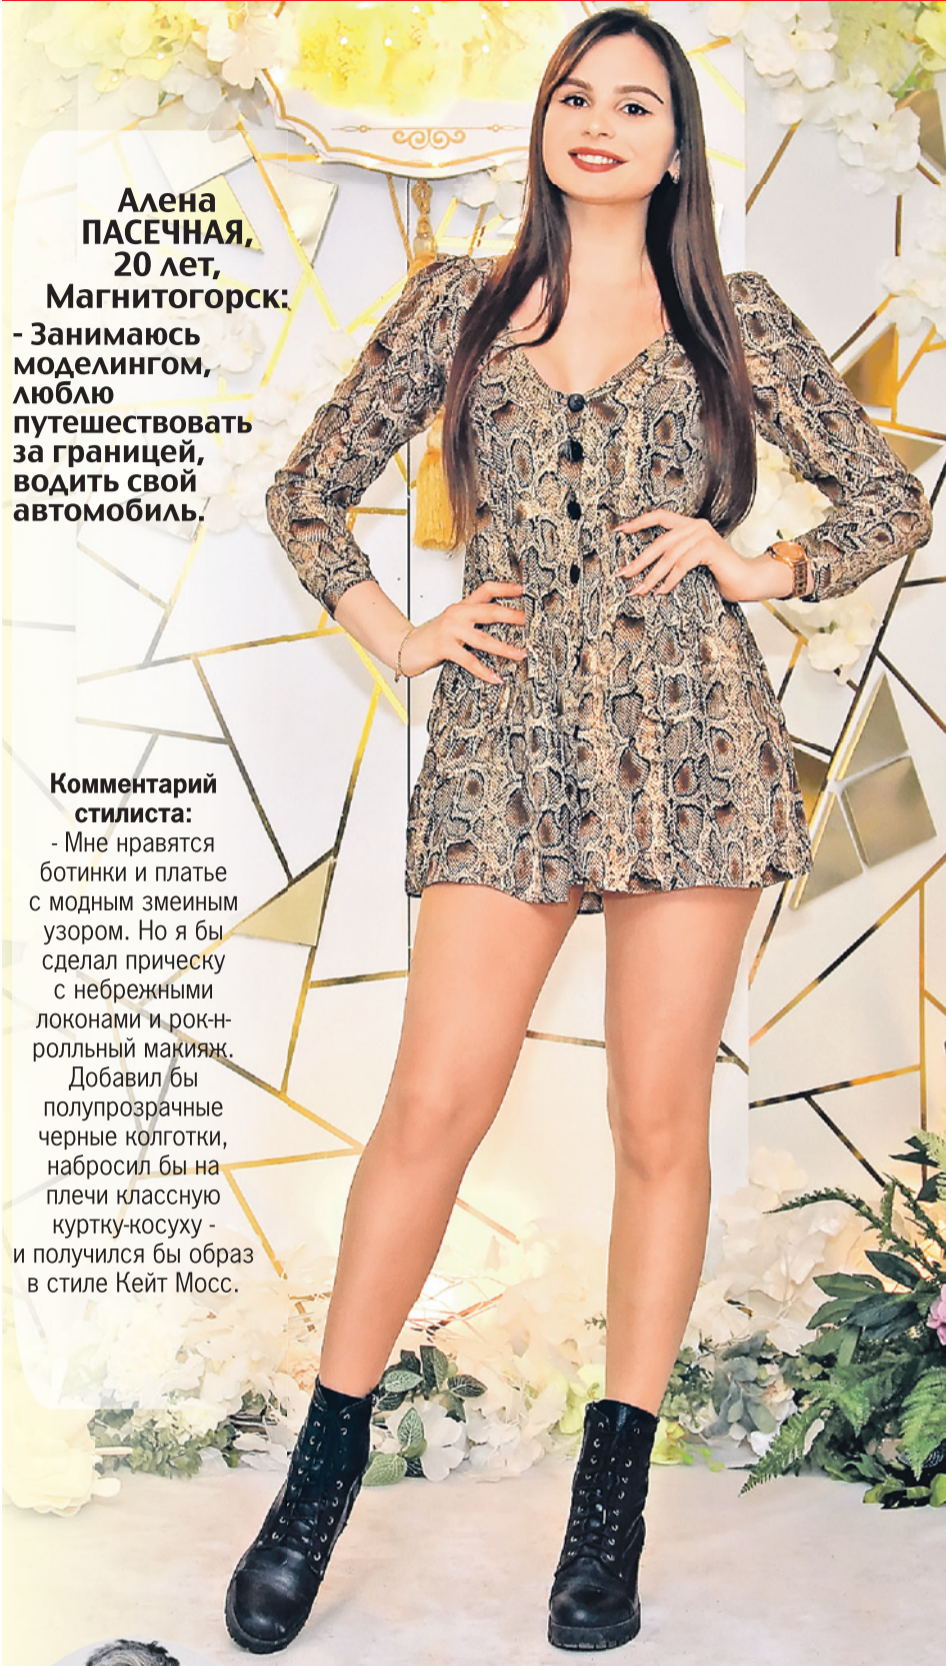 Алена
ПАСЕЧНАЯ,
20 лет,
Магнитогорск:
- Занимаюсь
моделингом,
люблю
путешествовать
за границей,
водить свой
автомобиль.
Комментарий
стилиста:
- Мне нравятся
ботинки и платье
с модным змеиным
узором. Но я бы
сделал прическу
с небрежными
локонами и рок-н-
ролльный макияж.
Добавил бы
полупрозрачные
черные колготки,
набросил бы на
плечи классную
куртку-косуху -
и получился бы образ
в стиле Кейт Мосс.